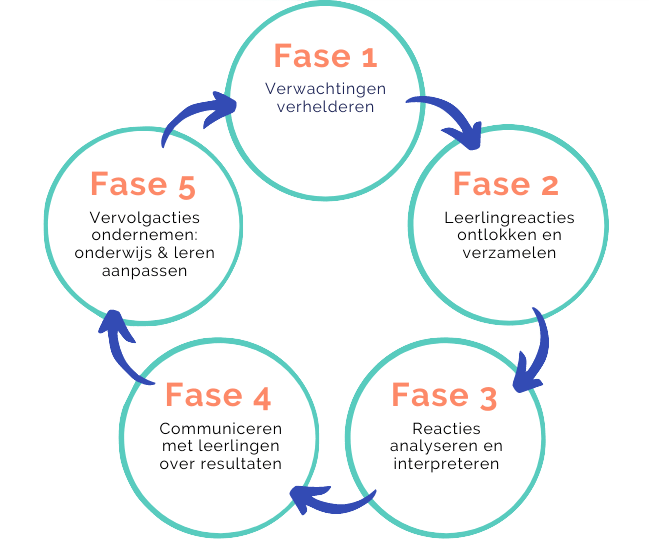 Fase 1
Verwachtingen
verhelderen
Fase 2
Leerlingreacties
ontlokken en
verzamelen
Fase 3
Reacties
analyseren en
interpreteren
Fase 4
Communiceren
met leerlingen
over resultaten
Fase 5
Vervolgacties
ondernemen:
onderwijs & leren
aanpassen